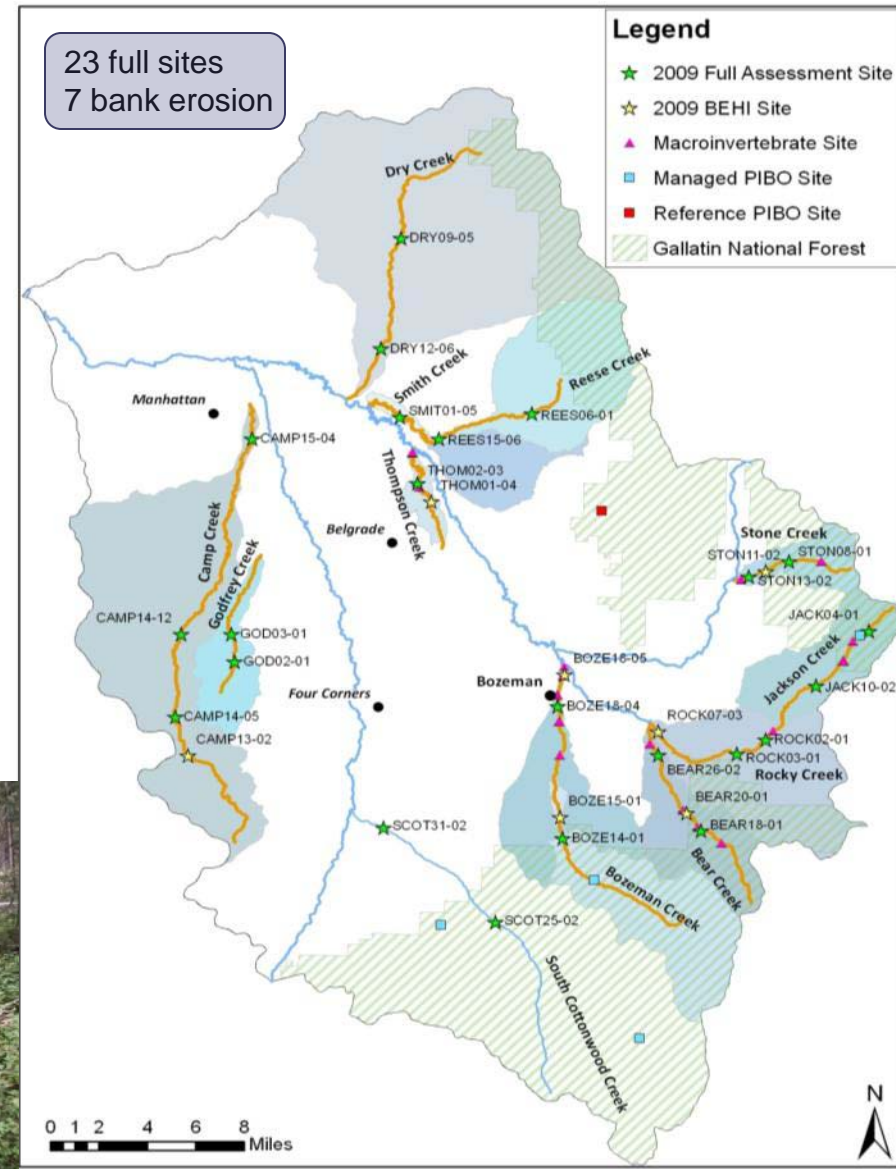 23 full sites
7 bank erosion
Legend
2009 Full Assessment Site
2009 BEHI Site
Macroinvertebrate Site
Managed PIBO Site
Reference PIBO Site
Gallatin National Forest
Dry Creek
DRY09-05
DRY12-06
Smith Creek
Reese Creek
Manhattan
SMIT01-05
REES06-01
CAMP15-04
REES15-06
THOM02-03
THOM01-04
Thompson Creek
Camp Creek
Belgrade
Stone Creek
STON11-02
STON08-01
STON13-02
Godfrey Creek
CAMP14-12
GOD03-01
JACK04-01
GOD02-01
BOZE18-05
Jackson Creek
Four Corners
Bozeman
JACK10-02
CAMP14-05
BOZE18-04
ROCK07-03
CAMP13-02
ROCK02-01
ROCK03-01
BEAR26-02
Rocky Creek
BEAR20-01
BOZE15-01
SCOT31-02
BEAR18-01
BOZE14-01
Bear Creek
Bozeman Creek
SCOT25-02
South Cottonwood Creek
N
0 1 2 4 6 8
Miles